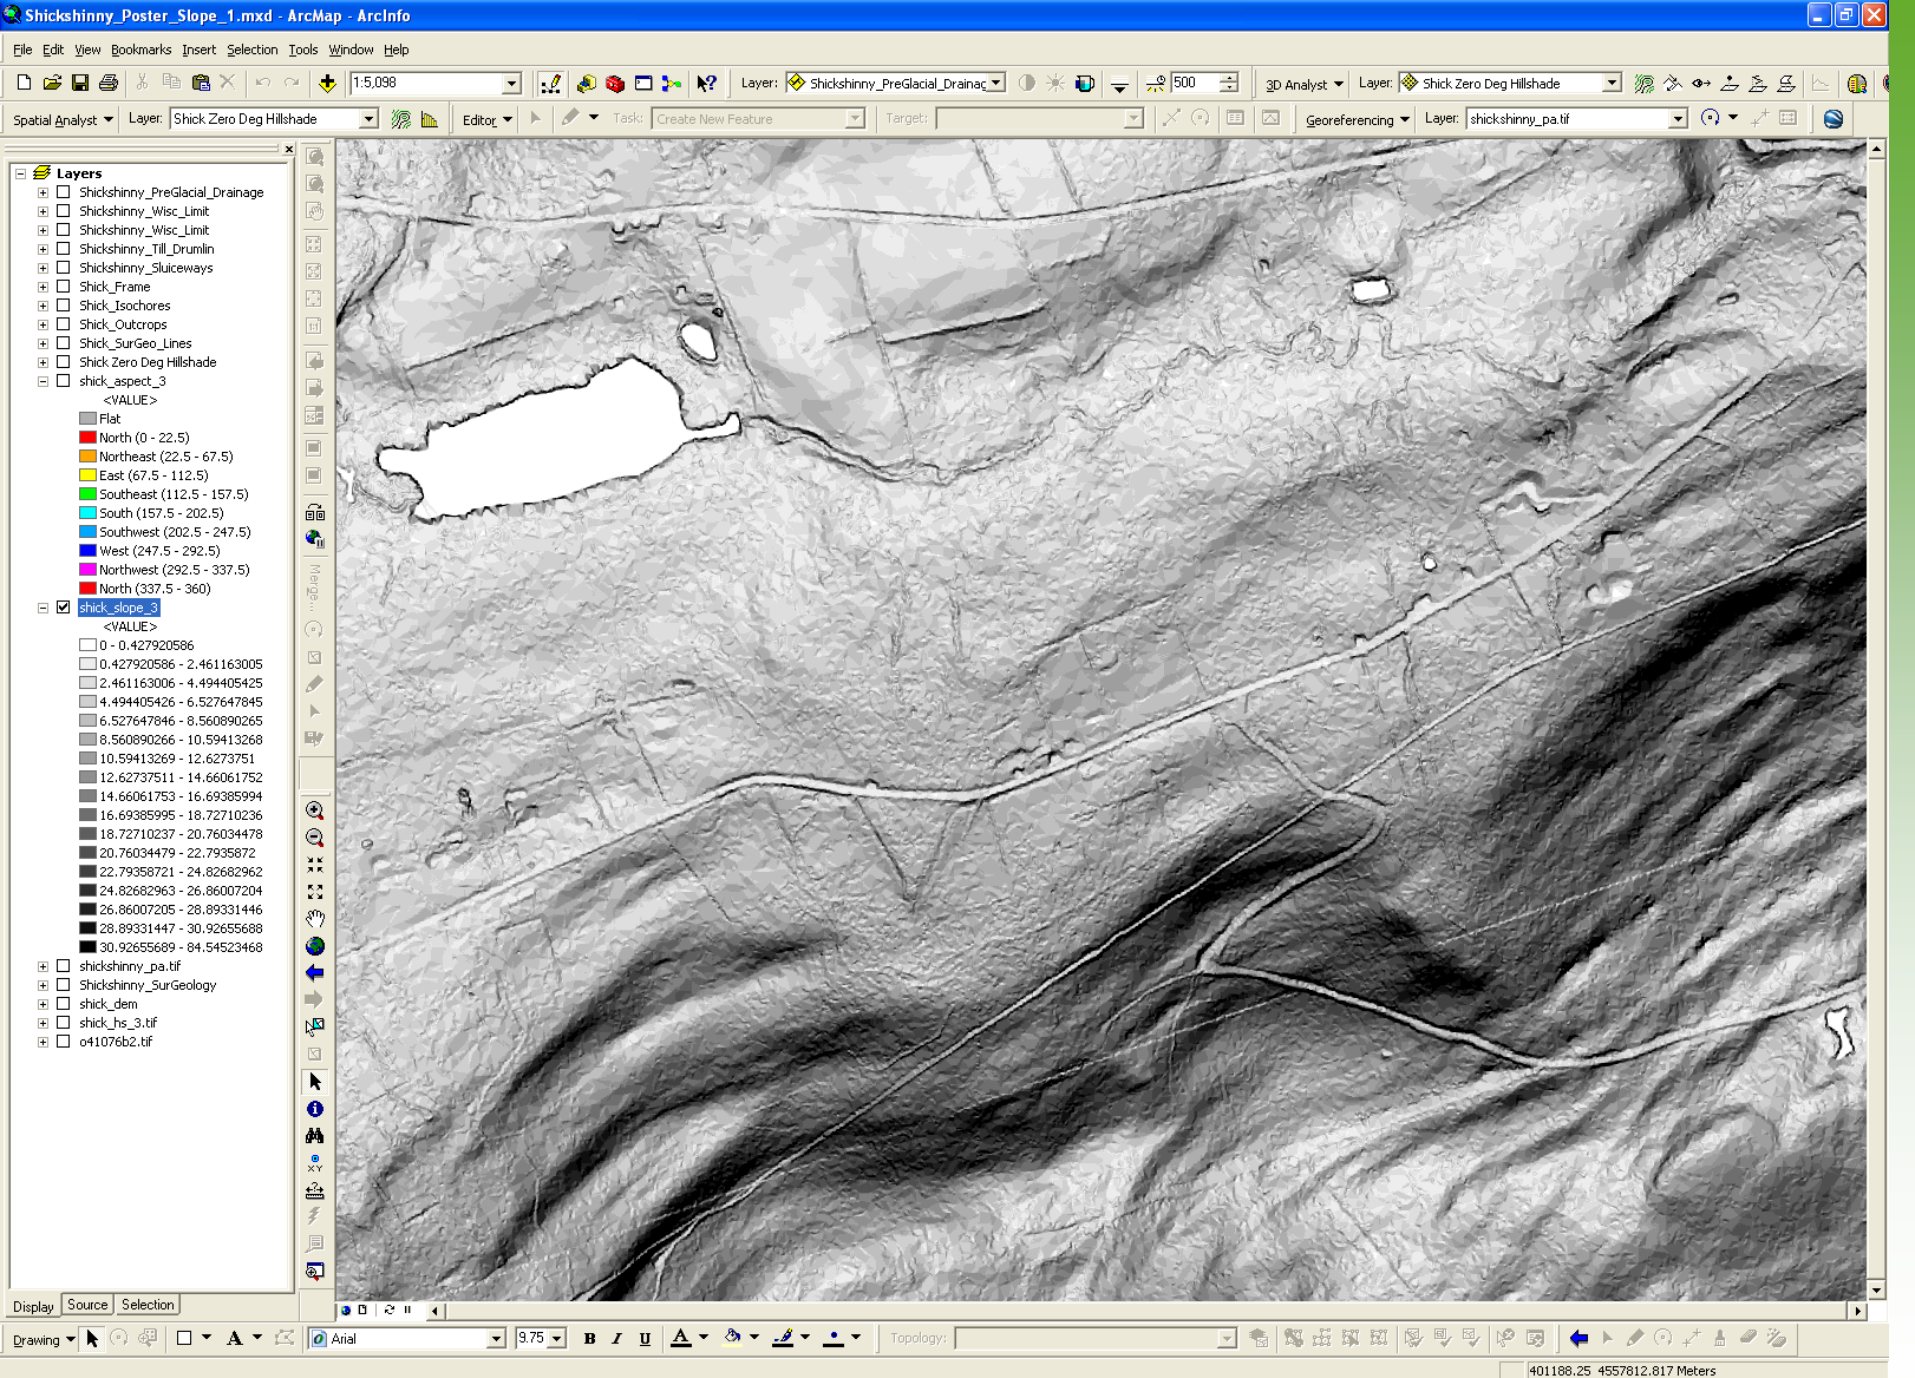 Shickshinny_Poster_Slope_1.mxd - ArcMap - ArcInfo
File Edit View Bookmarks Insert Selection Tools Window Help
1:5,098 Layer: Shickshinny_PreGlacial_Drainag 500 3D Analyst Layer: Shick Zero Deg Hillshade
Spatial Analyst Layer: Shick Zero Deg Hillshade Editor Task: Create New Feature Target: Georeferencing Layer: shickshinny_pa.tif
Layers
Shickshinny_PreGlacial_Drainage
Shickshinny_Wisc_Limit
Shickshinny_Wisc_Limit
Shickshinny_Till_Drumlin
Shickshinny_Sluiceways
Shick_Frame
Shick_Isochores
Shick_Outcrops
Shick_SurGeo_Lines
Shick Zero Deg Hillshade
shick_aspect_3
<VALUE>
Flat
North (0 - 22.5)
Northeast (22.5 - 67.5)
East (67.5 - 112.5)
Southeast (112.5 - 157.5)
South (157.5 - 202.5)
Southwest (202.5 - 247.5)
West (247.5 - 292.5)
Northwest (292.5 - 337.5)
North (337.5 - 360)
shick_slope_3
<VALUE>
0 - 0.427920586
0.427920586 - 2.461163005
2.461163006 - 4.494405425
4.494405426 - 6.527647845
6.527647846 - 8.560890265
8.560890266 - 10.59413268
10.59413269 - 12.6273751
12.62737511 - 14.66061752
14.66061753 - 16.69385994
16.69385995 - 18.72710236
18.72710237 - 20.76034478
20.76034479 - 22.7935872
22.79358721 - 24.82682962
24.82682963 - 26.86007204
26.86007205 - 28.89331446
28.89331447 - 30.92655688
30.92655689 - 84.54523468
shickshinny_pa.tif
Shickshinny_SurGeology
shick_dem
shick_hs_3.tif
o41076b2.tif
1:1
Merge...
XY
Display Source Selection
Drawing A Arial 9.75 B I U A Topology:
401188.25 4557812.817 Meters